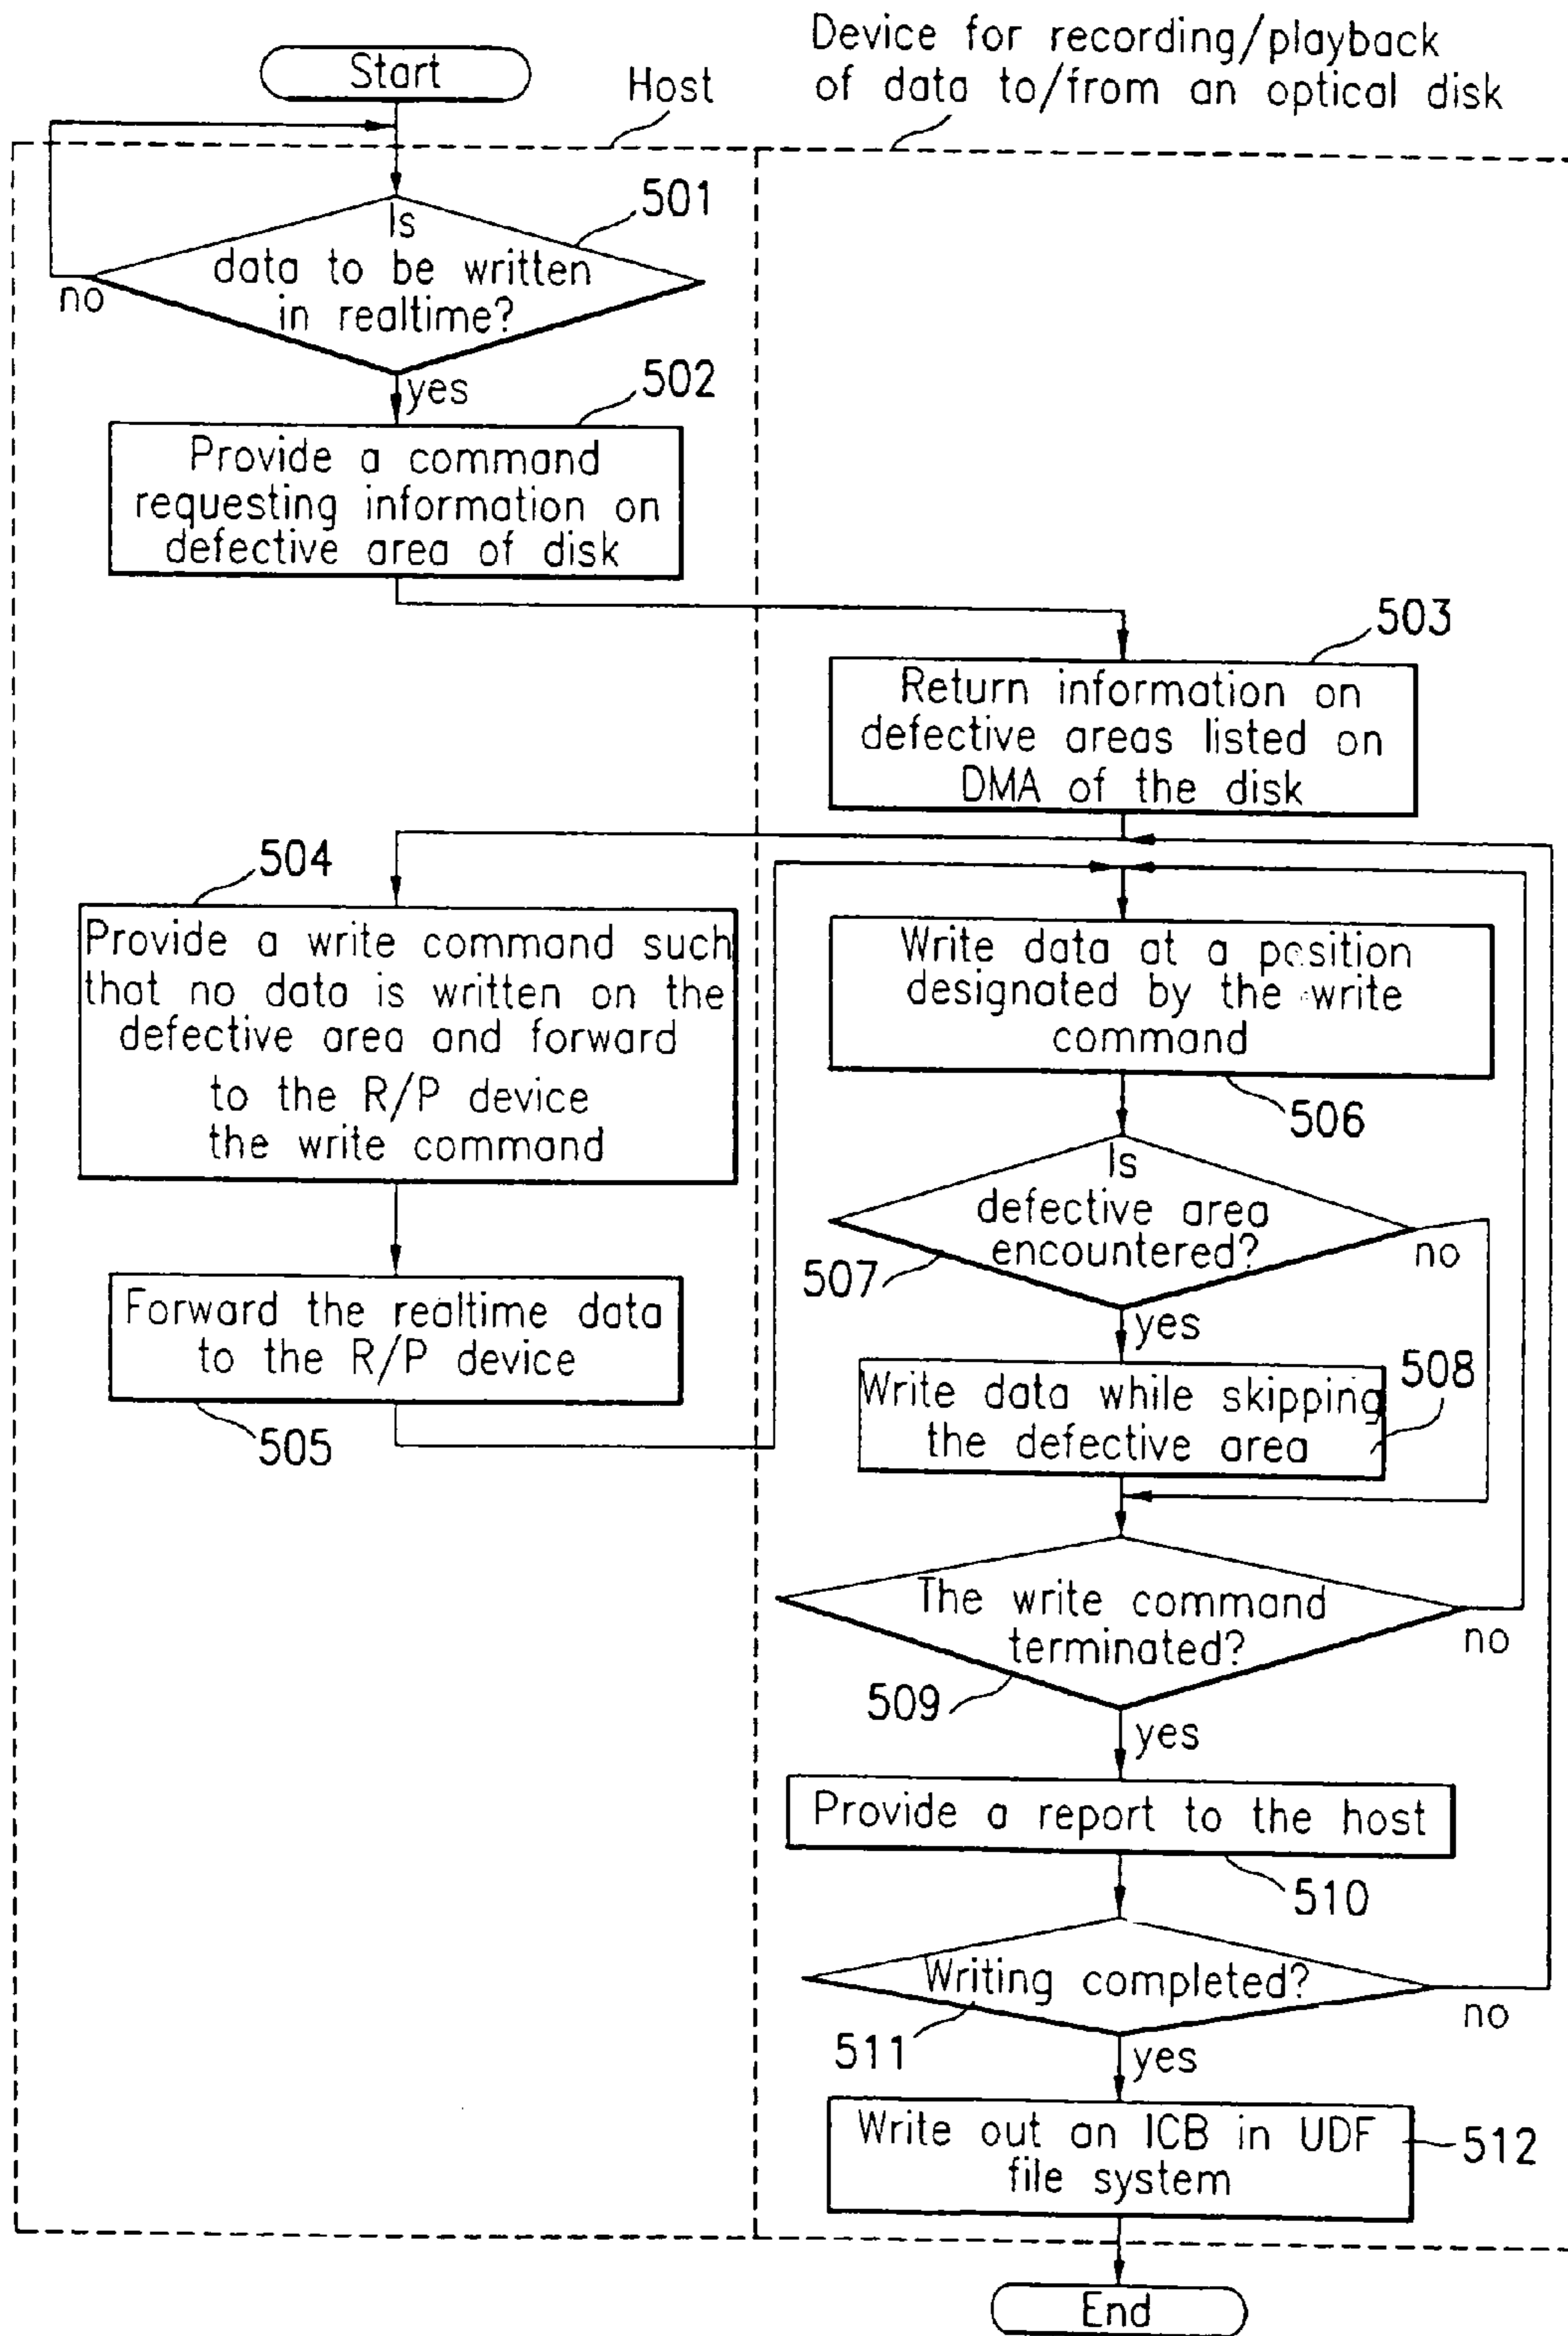 Device for recording/playback
of data to/from an optical disk
Start
Host
501
Is
data to be written
in realtime?
no
yes
502
Provide a command
requesting information on
defective area of disk
503
Return information on
defective areas listed on
DMA of the disk
504
Provide a write command such
that no data is written on the
defective area and forward
to the R/P device
the write command
Write data at a position
designated by the write
command
506
Is
defective area
encountered?
507
no
yes
Forward the realtime data
to the R/P device
505
508
Write data while skipping
the defective area
The write command
terminated?
no
509
yes
Provide a report to the host
510
Writing completed?
no
511
yes
Write out an ICB in UDF
file system
512
End